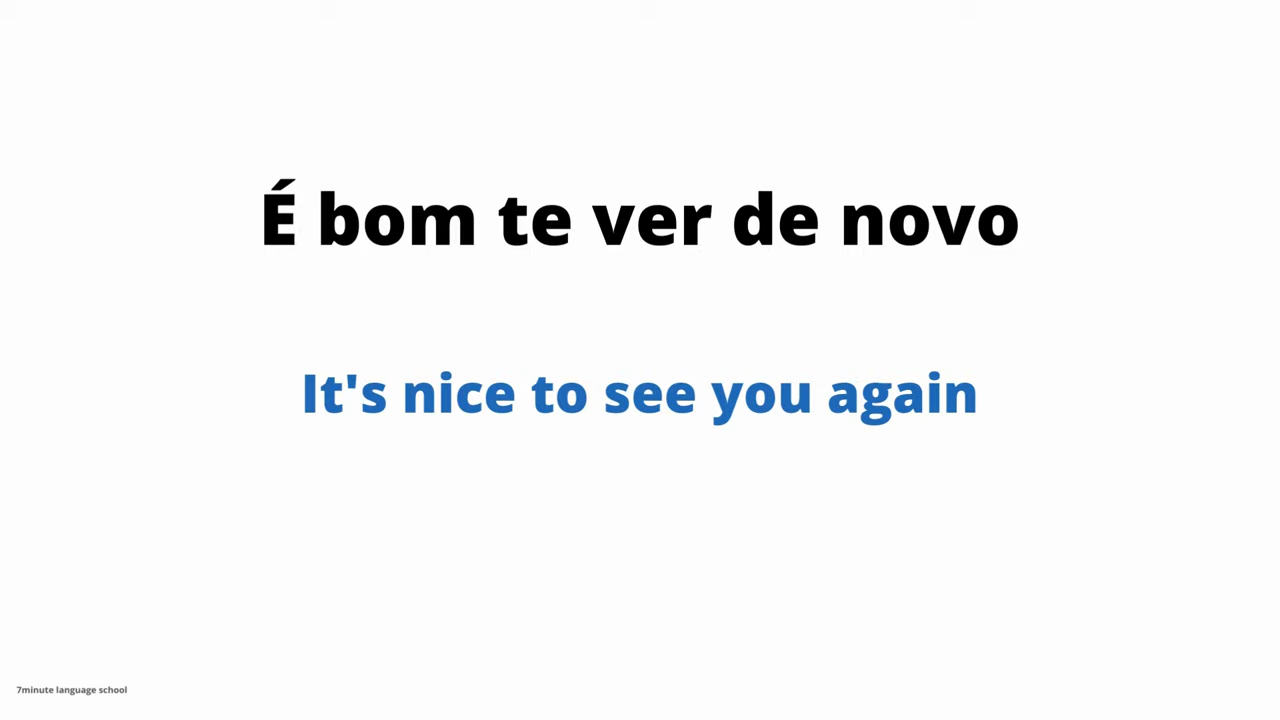 É bom te ver de novo
It's nice to see you again
7minute language school